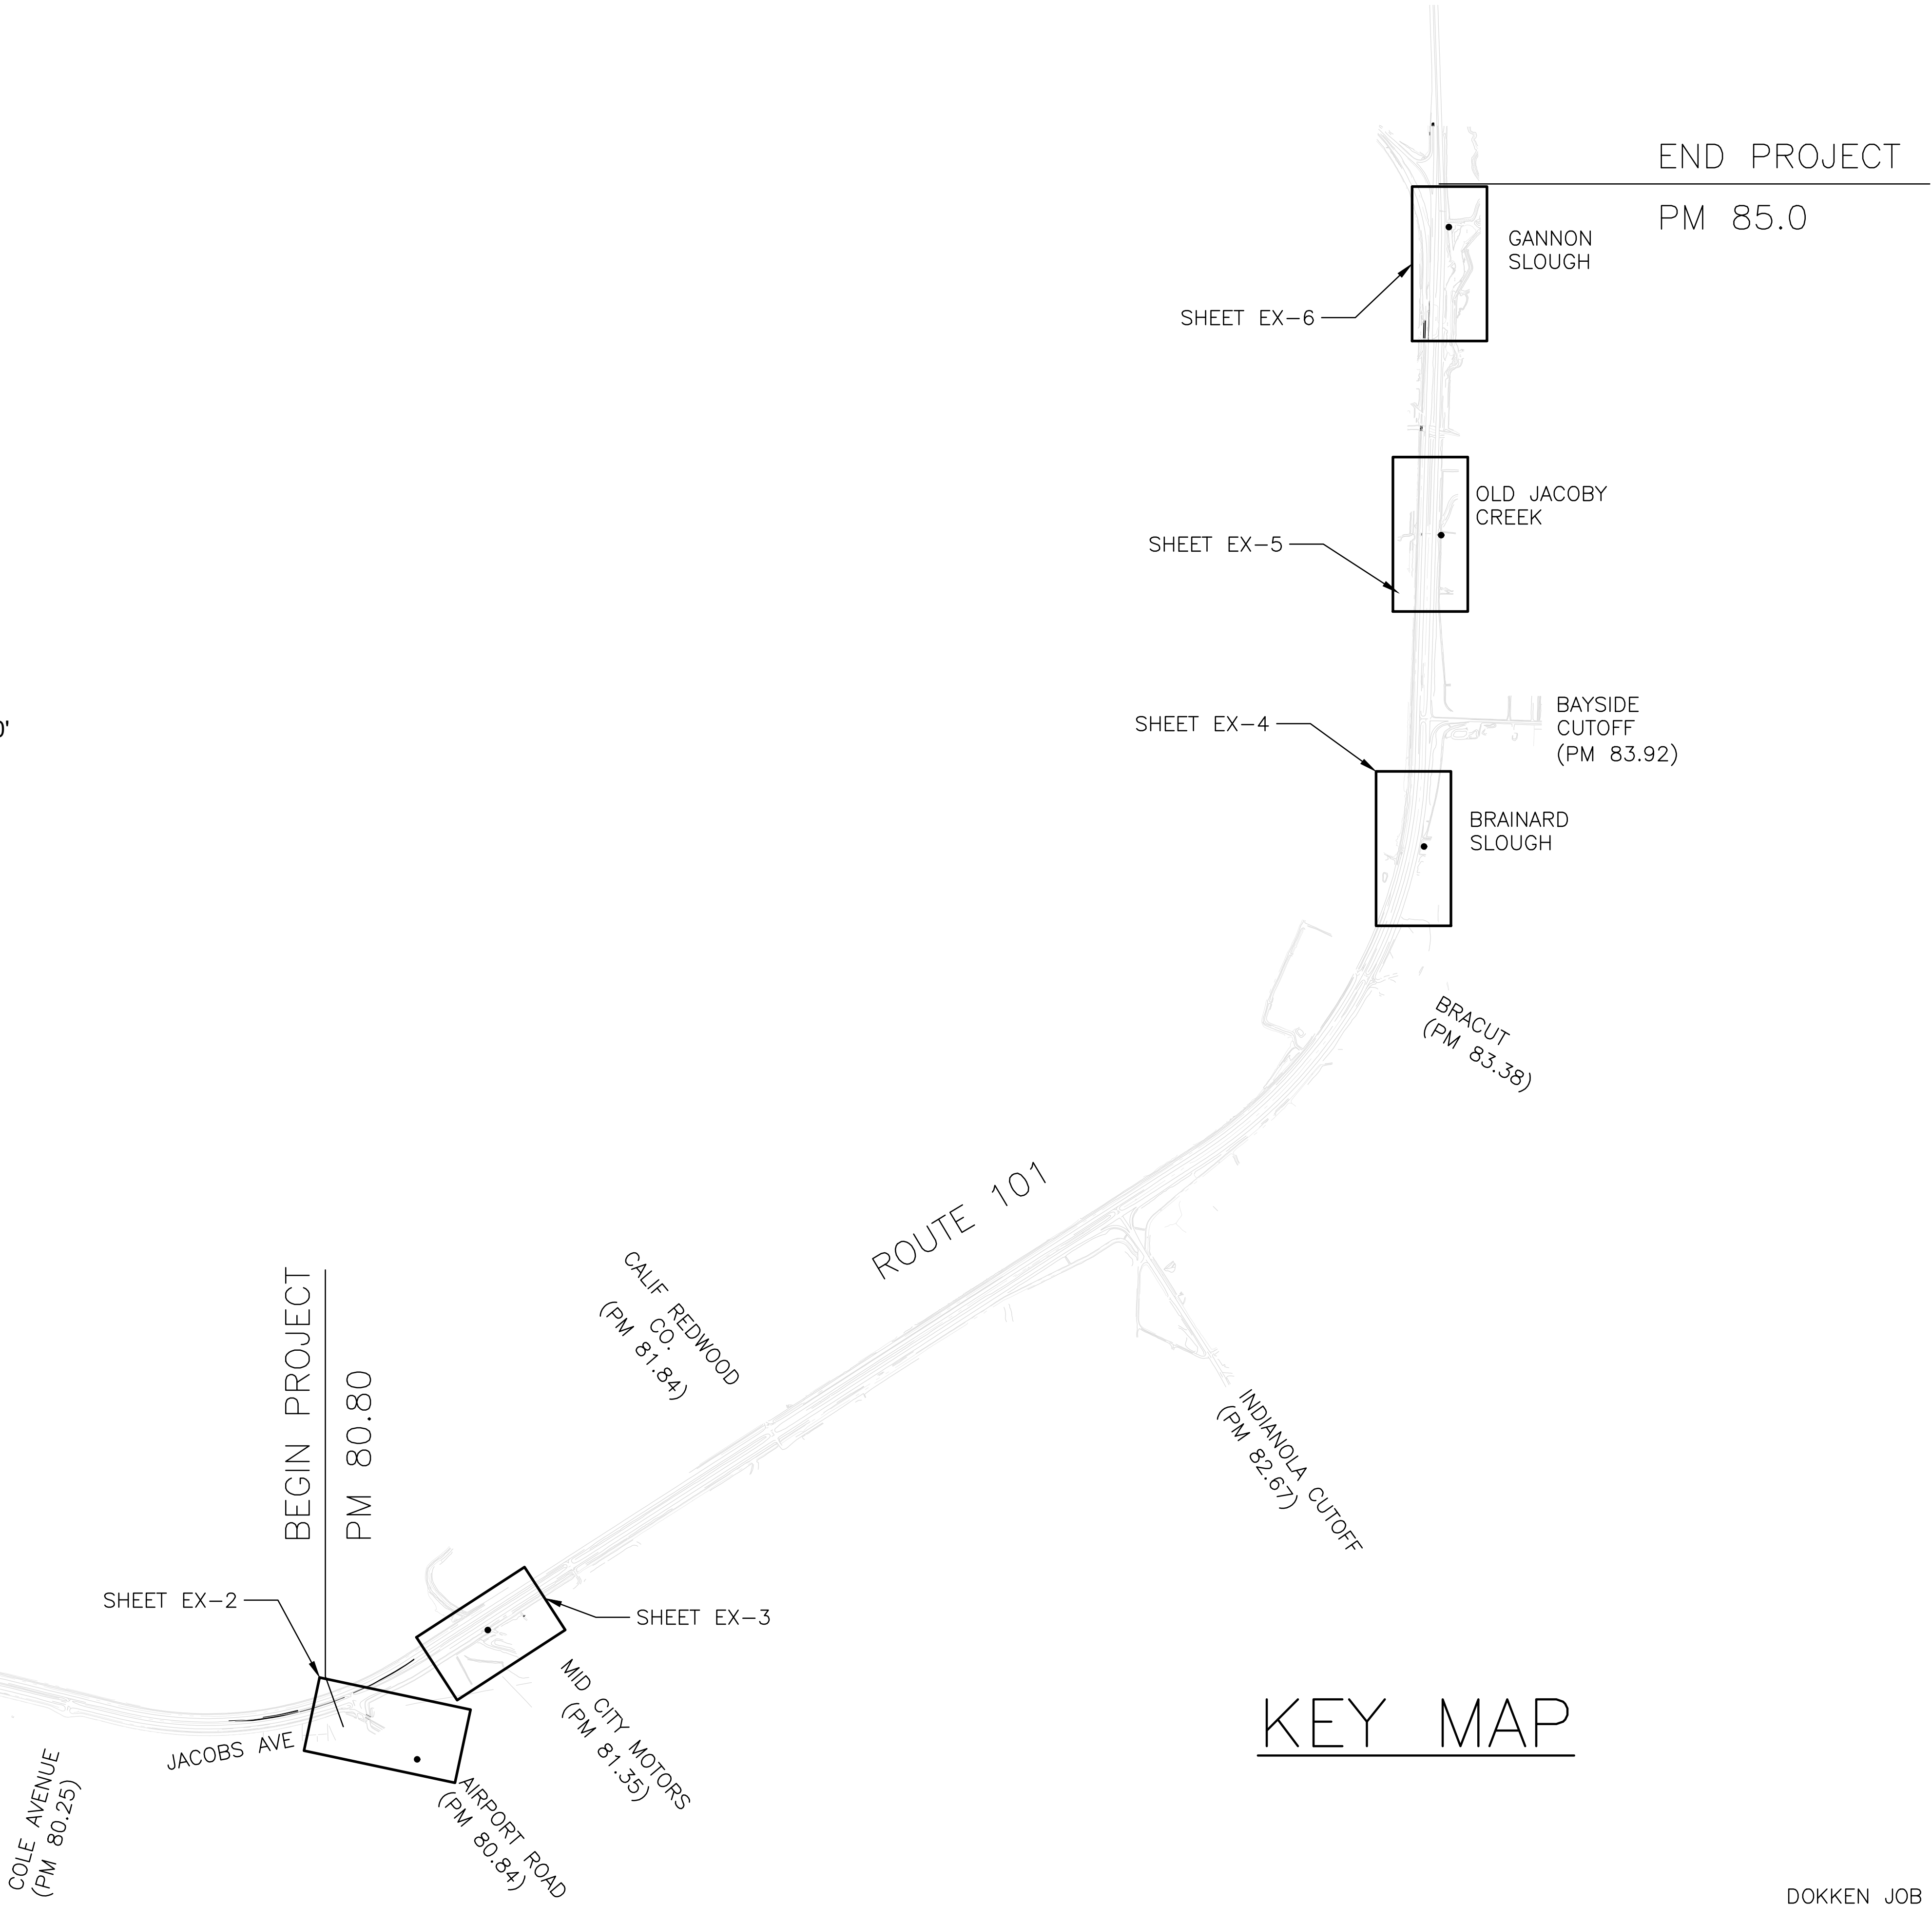 END PROJECT
PM 85.0
GANNON
SLOUGH
SHEET EX-6
OLD JACOBY
CREEK
SHEET EX-5
BAYSIDE
CUTOFF
(PM 83.92)
SHEET EX-4
BRAINARD
SLOUGH
BRACUT
(PM 83.38)
ROUTE 101
CALIF REDWOOD
CO.
(PM 81.84)
INDIANOLA CUTOFF
(PM 82.67)
BEGIN PROJECT
PM 80.80
SHEET EX-2
SHEET EX-3
MID CITY MOTORS
(PM 81.35)
JACOBS AVE
AIRPORT ROAD
(PM 80.84)
COLE AVENUE
(PM 80.25)
KEY MAP
DOKKEN JOB